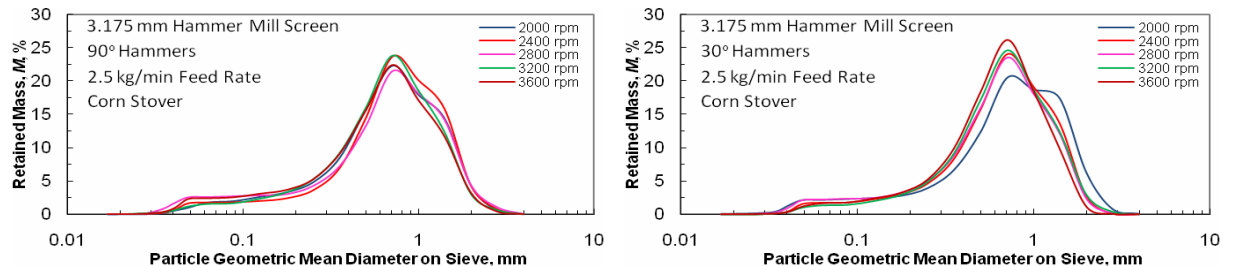 30
25
20
15
10
5
0
Retained Mass, M, %
3.175 mm Hammer Mill Screen
90° Hammers
2.5 kg/min Feed Rate
Corn Stover
2000 rpm
2400 rpm
2800 rpm
3200 rpm
3600 rpm
0.01
0.1
1
10
Particle Geometric Mean Diameter on Sieve, mm
30
25
20
15
10
5
0
Retained Mass, M, %
3.175 mm Hammer Mill Screen
30° Hammers
2.5 kg/min Feed Rate
Corn Stover
2000 rpm
2400 rpm
2800 rpm
3200 rpm
3600 rpm
0.01
0.1
1
10
Particle Geometric Mean Diameter on Sieve, mm